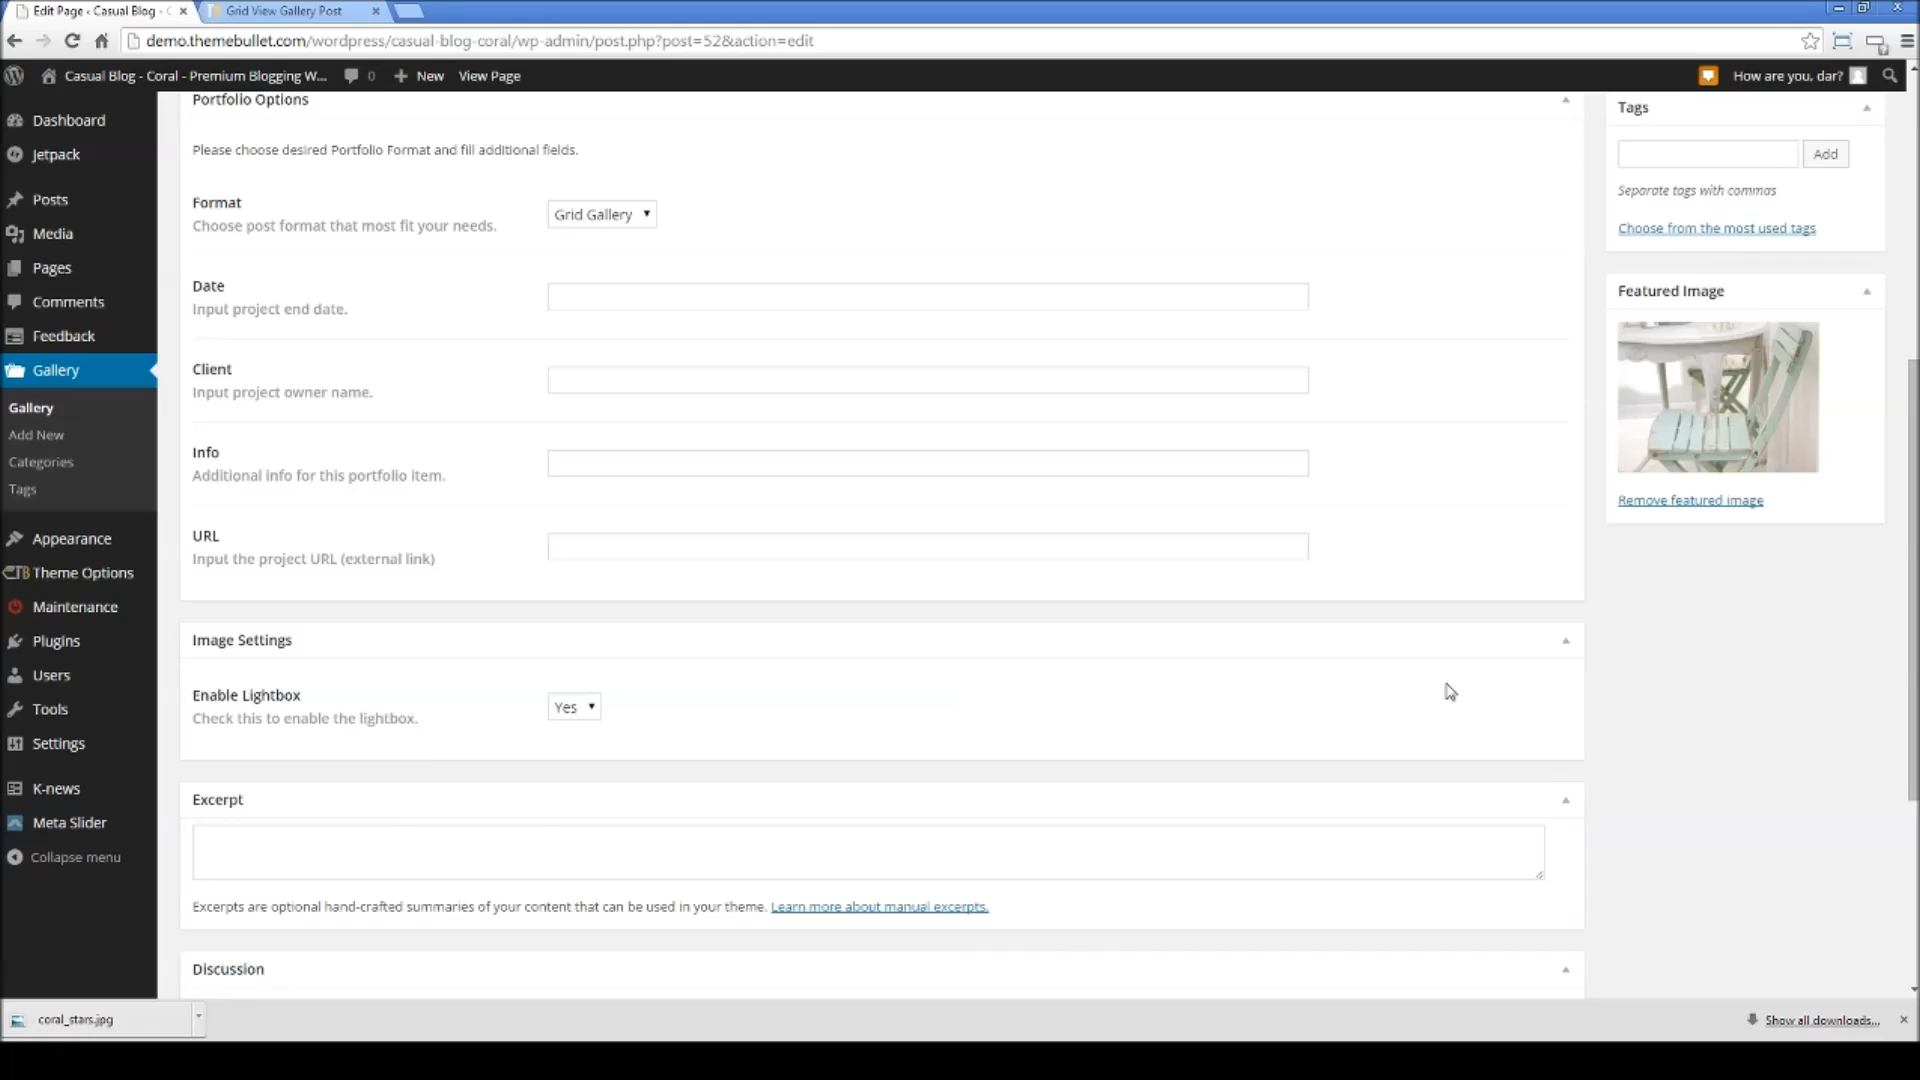 Edit Page ‹ Casual Blog -
Grid View Gallery Post
demo.themebullet.com/wordpress/casual-blog-coral/wp-admin/post.php?post=52&action=edit
Casual Blog - Coral - Premium Blogging W...
0
New
View Page
How are you, dar?
Dashboard
Jetpack
Posts
Media
Pages
Comments
Feedback
Gallery
Gallery
Add New
Categories
Tags
Appearance
Theme Options
Maintenance
Plugins
Users
Tools
Settings
K-news
Meta Slider
Collapse menu
Portfolio Options
Please choose desired Portfolio Format and fill additional fields.
Format
Choose post format that most fit your needs.
Grid Gallery
Date
Input project end date.
Client
Input project owner name.
Info
Additional info for this portfolio item.
URL
Input the project URL (external link)
Image Settings
Enable Lightbox
Check this to enable the lightbox.
Yes
Excerpt
Excerpts are optional hand-crafted summaries of your content that can be used in your theme. Learn more about manual excerpts.
Discussion
Tags
Add
Separate tags with commas
Choose from the most used tags
Featured Image
Remove featured image
coral_stars.jpg
Show all downloads...